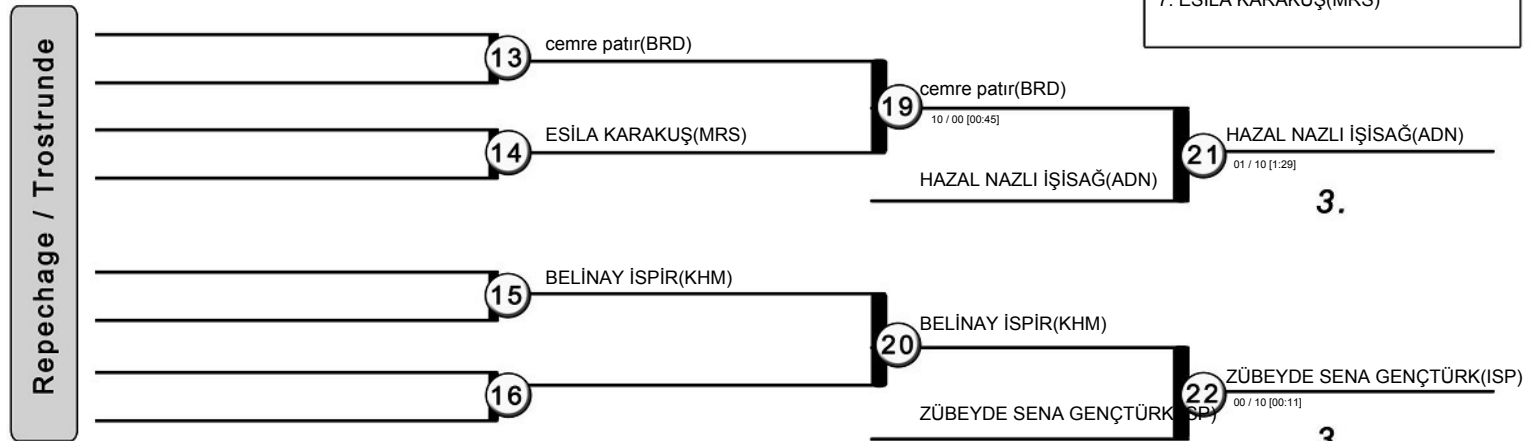 7. ESİLA KARAKUŞ(MRS)
Repechage / Trostrunde
13
cemre patır(BRD)
14
ESİLA KARAKUŞ(MRS)
19
cemre patır(BRD)
10 / 00 [00:45]
HAZAL NAZLI İŞİSAĞ(ADN)
21
HAZAL NAZLI İŞİSAĞ(ADN)
01 / 10 [1:29]
3.
15
BELİNAY İSPİR(KHM)
16
20
BELİNAY İSPİR(KHM)
ZÜBEYDE SENA GENÇTÜRK(ISP)
22
ZÜBEYDE SENA GENÇTÜRK(ISP)
00 / 10 [00:11]
3.